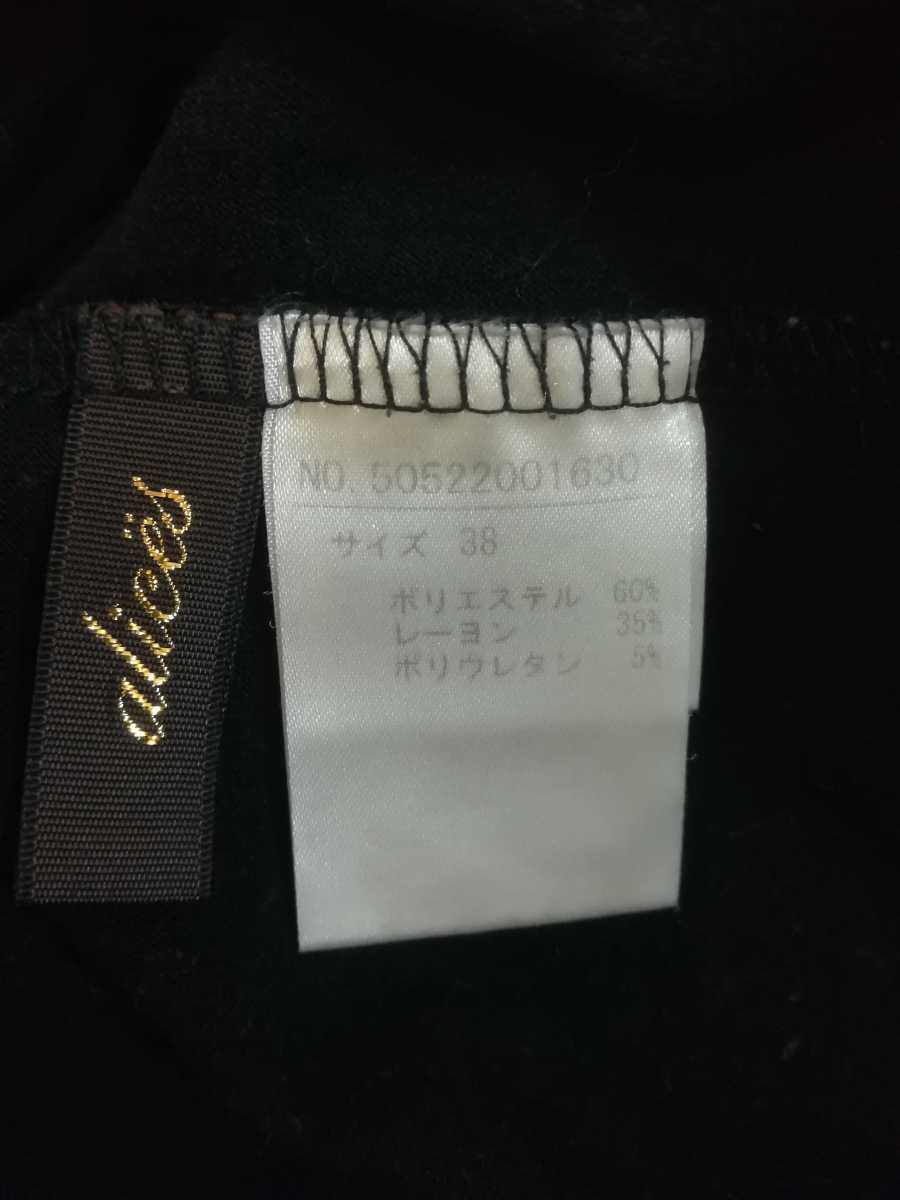 alicës
NO. 50522001630
サイズ 38
ポリエステル 60%
レーヨン 35%
ポリウレタン 5%